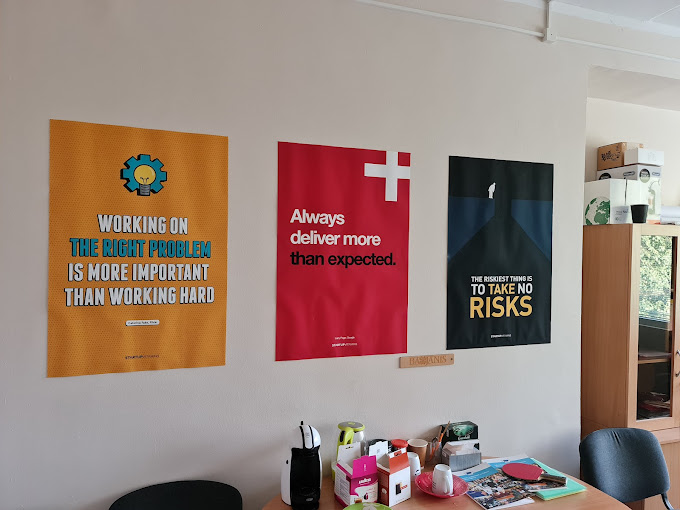 WORKING ON
THE RIGHT PROBLEM
IS MORE IMPORTANT
THAN WORKING HARD
Always
deliver more
than expected.
THE RISKIEST THING IS
TO TAKE NO
RISKS